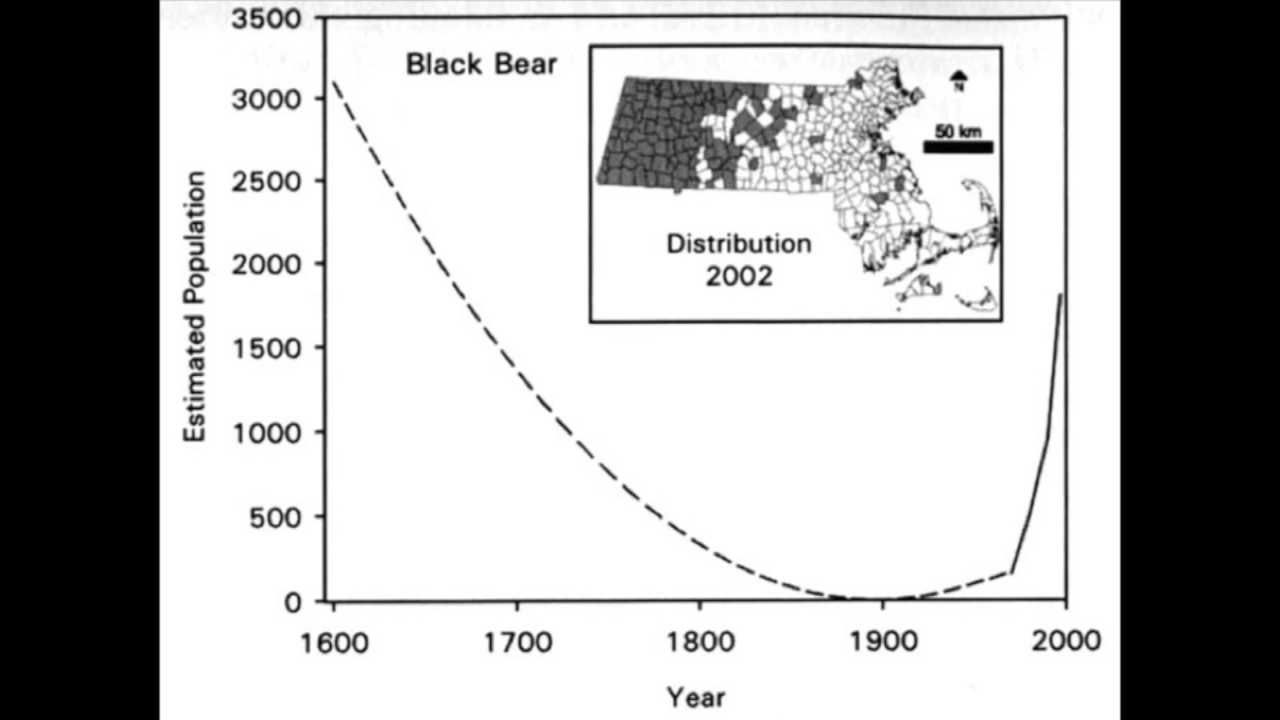 3500
3000
2500
2000
1500
1000
500
0
Estimated Population
Black Bear
N
50 km
Distribution
2002
1600 1700 1800 1900 2000
Year